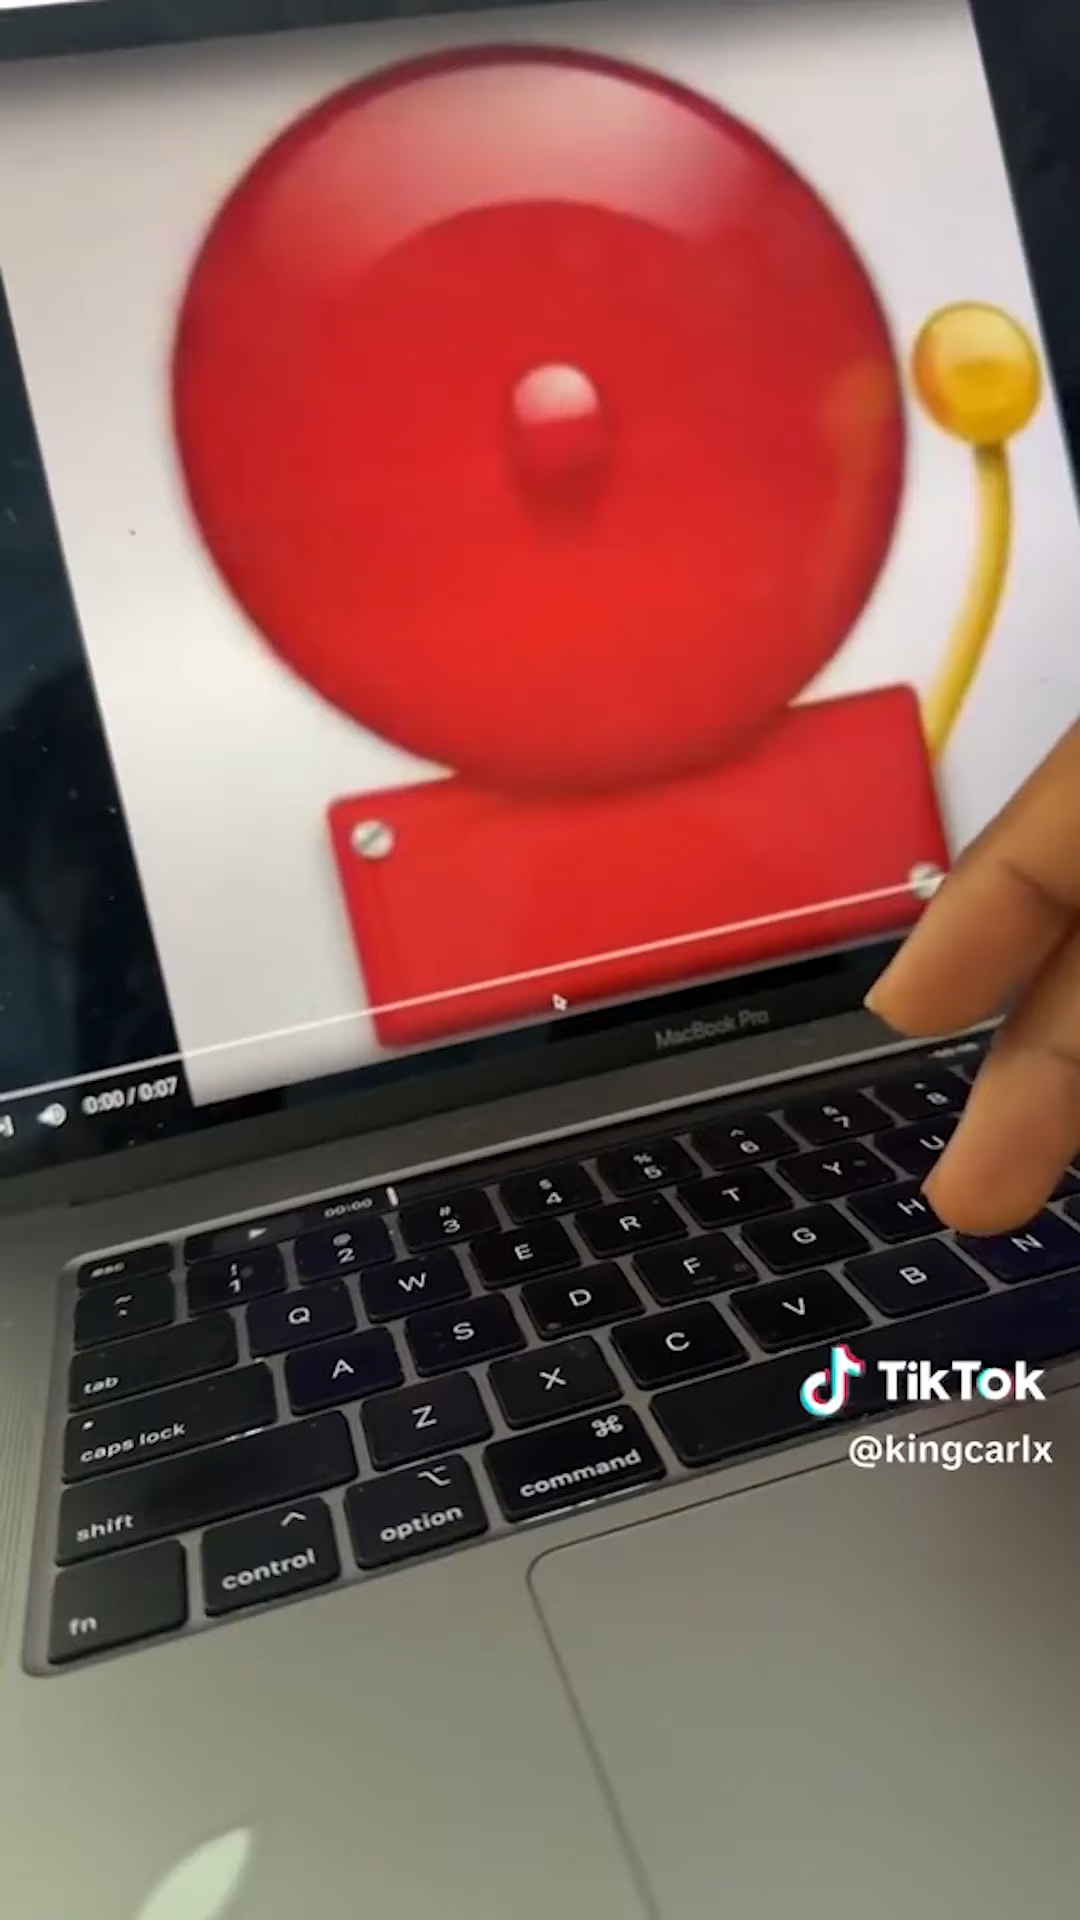 0:00 / 0:07
MacBook Pro
00:00
esc
~
`
!
1
@
2
#
3
$
4
%
5
^
6
&
7
*
8
tab
Q
W
E
R
T
Y
U
caps lock
A
S
D
F
G
H
shift
Z
X
C
V
B
N
fn
control
option
⌘
command
TikTok
@kingcarlx